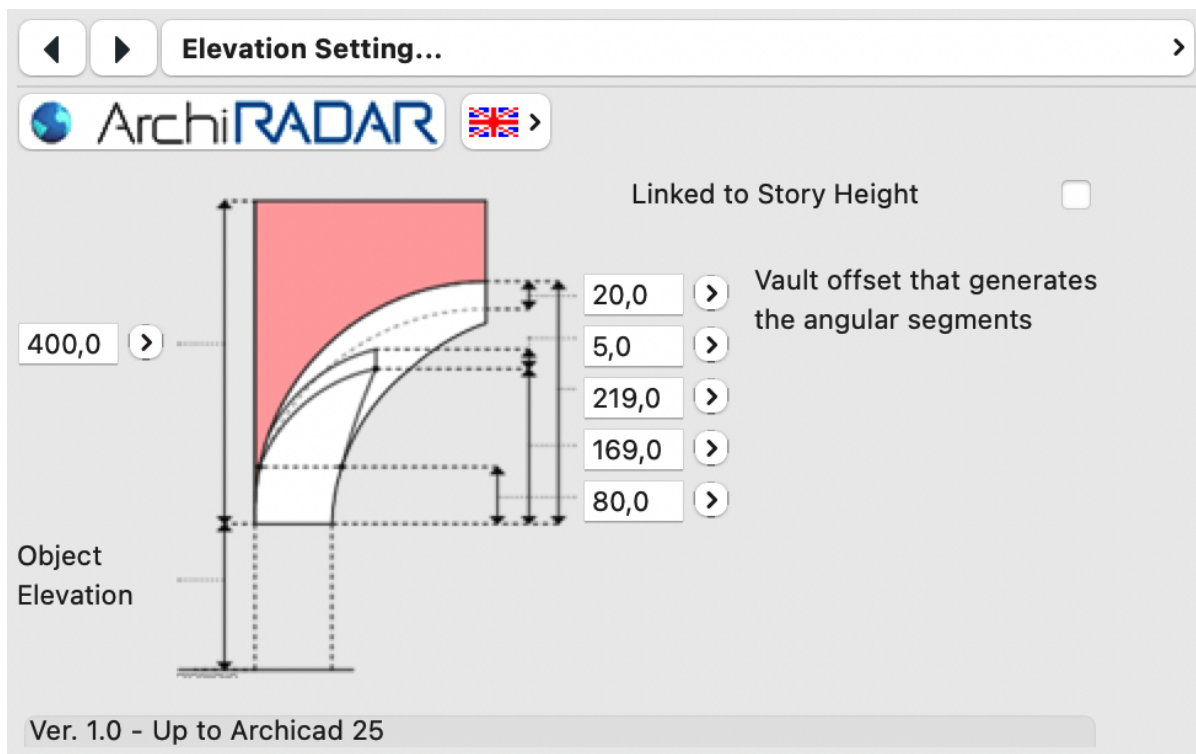 Elevation Setting...
ArchiRADAR
Linked to Story Height
20,0
Vault offset that generates
the angular segments
400,0
5,0
219,0
169,0
80,0
Object
Elevation
Ver. 1.0 - Up to Archicad 25